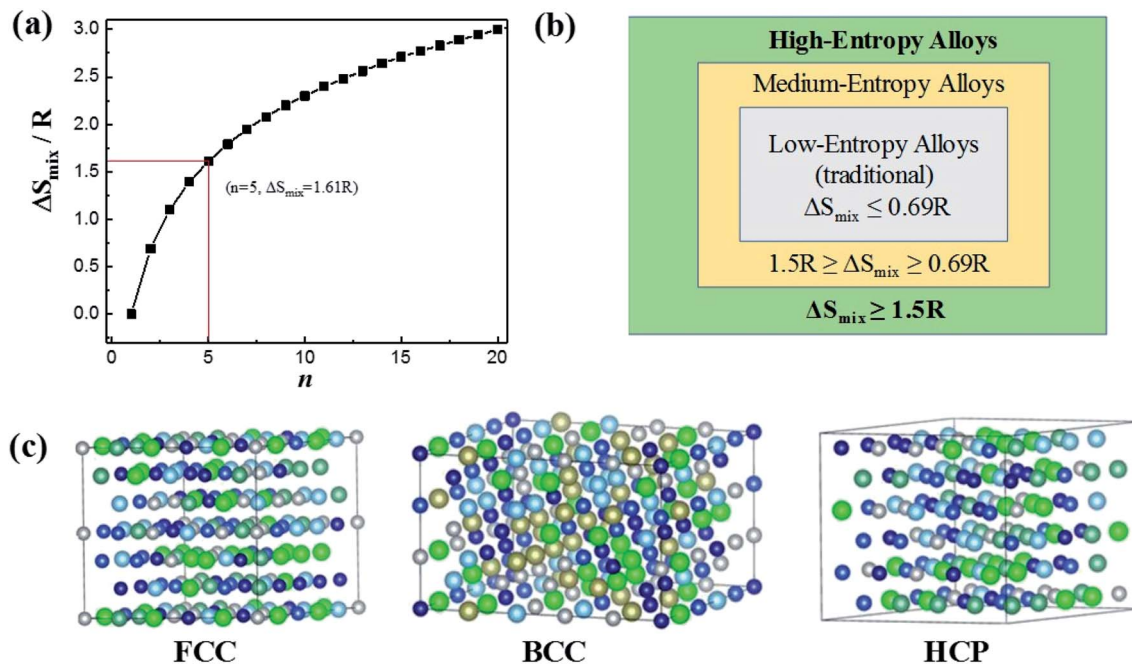 (a)
3.0
2.5
2.0
1.5
1.0
0.5
0.0
ΔSmix / R
(n=5, ΔSmix=1.61R)
0
5
10
15
20
n
(b)
High-Entropy Alloys
Medium-Entropy Alloys
Low-Entropy Alloys
(traditional)
ΔSmix ≤ 0.69R
1.5R ≥ ΔSmix ≥ 0.69R
ΔSmix ≥ 1.5R
(c)
FCC
BCC
HCP